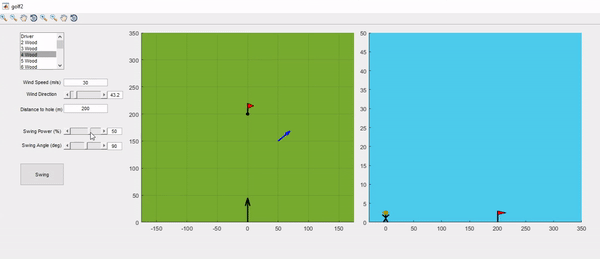 golf2
Driver
2 Wood
3 Wood
4 Wood
5 Wood
6 Wood
Wind Speed (m/s) 30
Wind Direction 43.2
Distance to hole (m) 200
Swing Power (%) 50
Swing Angle (deg) 90
Swing
350
300
250
200
150
100
50
0
-150 -100 -50 0 50 100 150
50
45
40
35
30
25
20
15
10
5
0
0 50 100 150 200 250 300 350